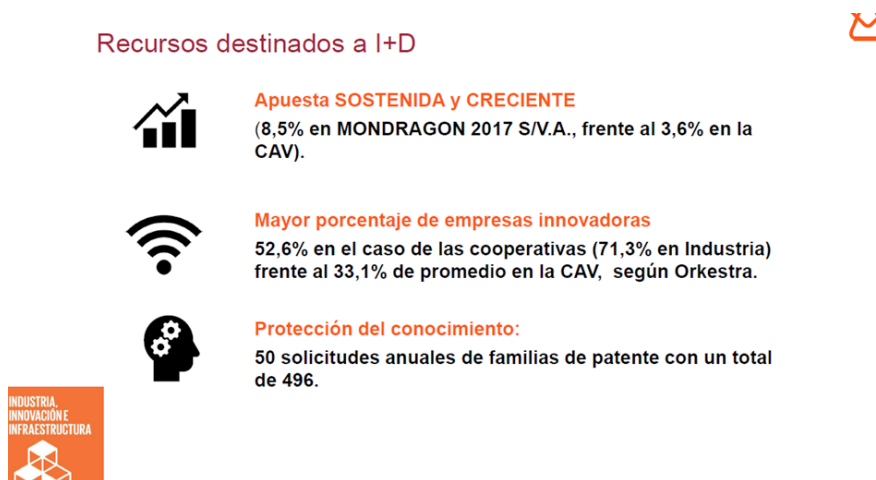 Recursos destinados a I+D
Apuesta SOSTENIDA y CRECIENTE
(8,5% en MONDRAGON 2017 S/V.A., frente al 3,6% en la
CAV).
Mayor porcentaje de empresas innovadoras
52,6% en el caso de las cooperativas (71,3% en Industria)
frente al 33,1% de promedio en la CAV, según Orkestra.
Protección del conocimiento:
50 solicitudes anuales de familias de patente con un total
de 496.
INDUSTRIA,
INNOVACIÓN E
INFRAESTRUCTURA